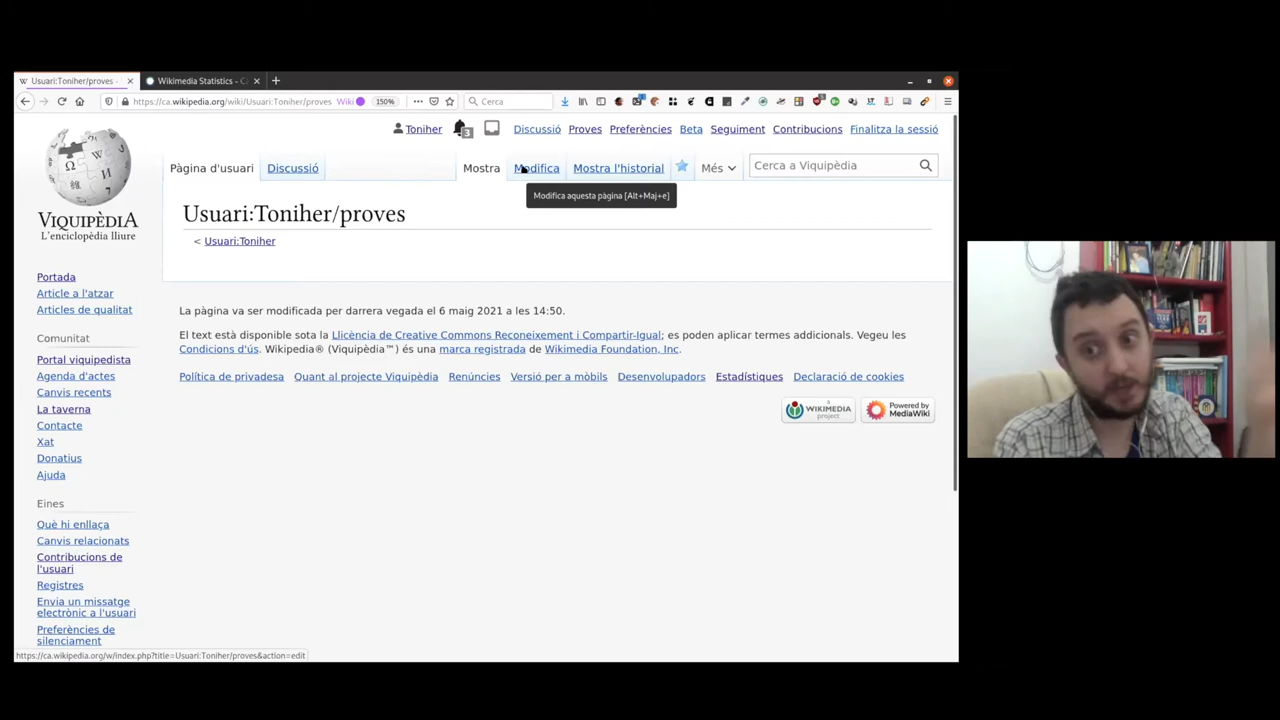 Usuari:Toniher/proves -
Wikimedia Statistics - C
https://ca.wikipedia.org/wiki/Usuari:Toniher/proves
Wiki
150%
Cerca
Toniher
3
Discussió
Proves
Preferències
Beta
Seguiment
Contribucions
Finalitza la sessió
Pàgina d'usuari
Discussió
Mostra
Modifica
Mostra l'historial
Més
Cerca a Viquipèdia
Modifica aquesta pàgina [Alt+Maj+e]
VIQUIPÈDIA
L'enciclopèdia lliure
Usuari:Toniher/proves
< Usuari:Toniher
Portada
Article a l'atzar
Articles de qualitat
Comunitat
Portal viquipedista
Agenda d'actes
Canvis recents
La taverna
Contacte
Xat
Donatius
Ajuda
Eines
Què hi enllaça
Canvis relacionats
Contribucions de
l'usuari
Registres
Envia un missatge
electrònic a l'usuari
Preferències de
silenciament
La pàgina va ser modificada per darrera vegada el 6 maig 2021 a les 14:50.
El text està disponible sota la Llicència de Creative Commons Reconeixement i Compartir-Igual; es poden aplicar termes addicionals. Vegeu les
Condicions d'ús. Wikipedia® (Viquipèdia™) és una marca registrada de Wikimedia Foundation, Inc.
Política de privadesa
Quant al projecte Viquipèdia
Renúncies
Versió per a mòbils
Desenvolupadors
Estadístiques
Declaració de cookies
a
WIKIMEDIA
project
Powered by
MediaWiki
https://ca.wikipedia.org/w/index.php?title=Usuari:Toniher/proves&action=edit